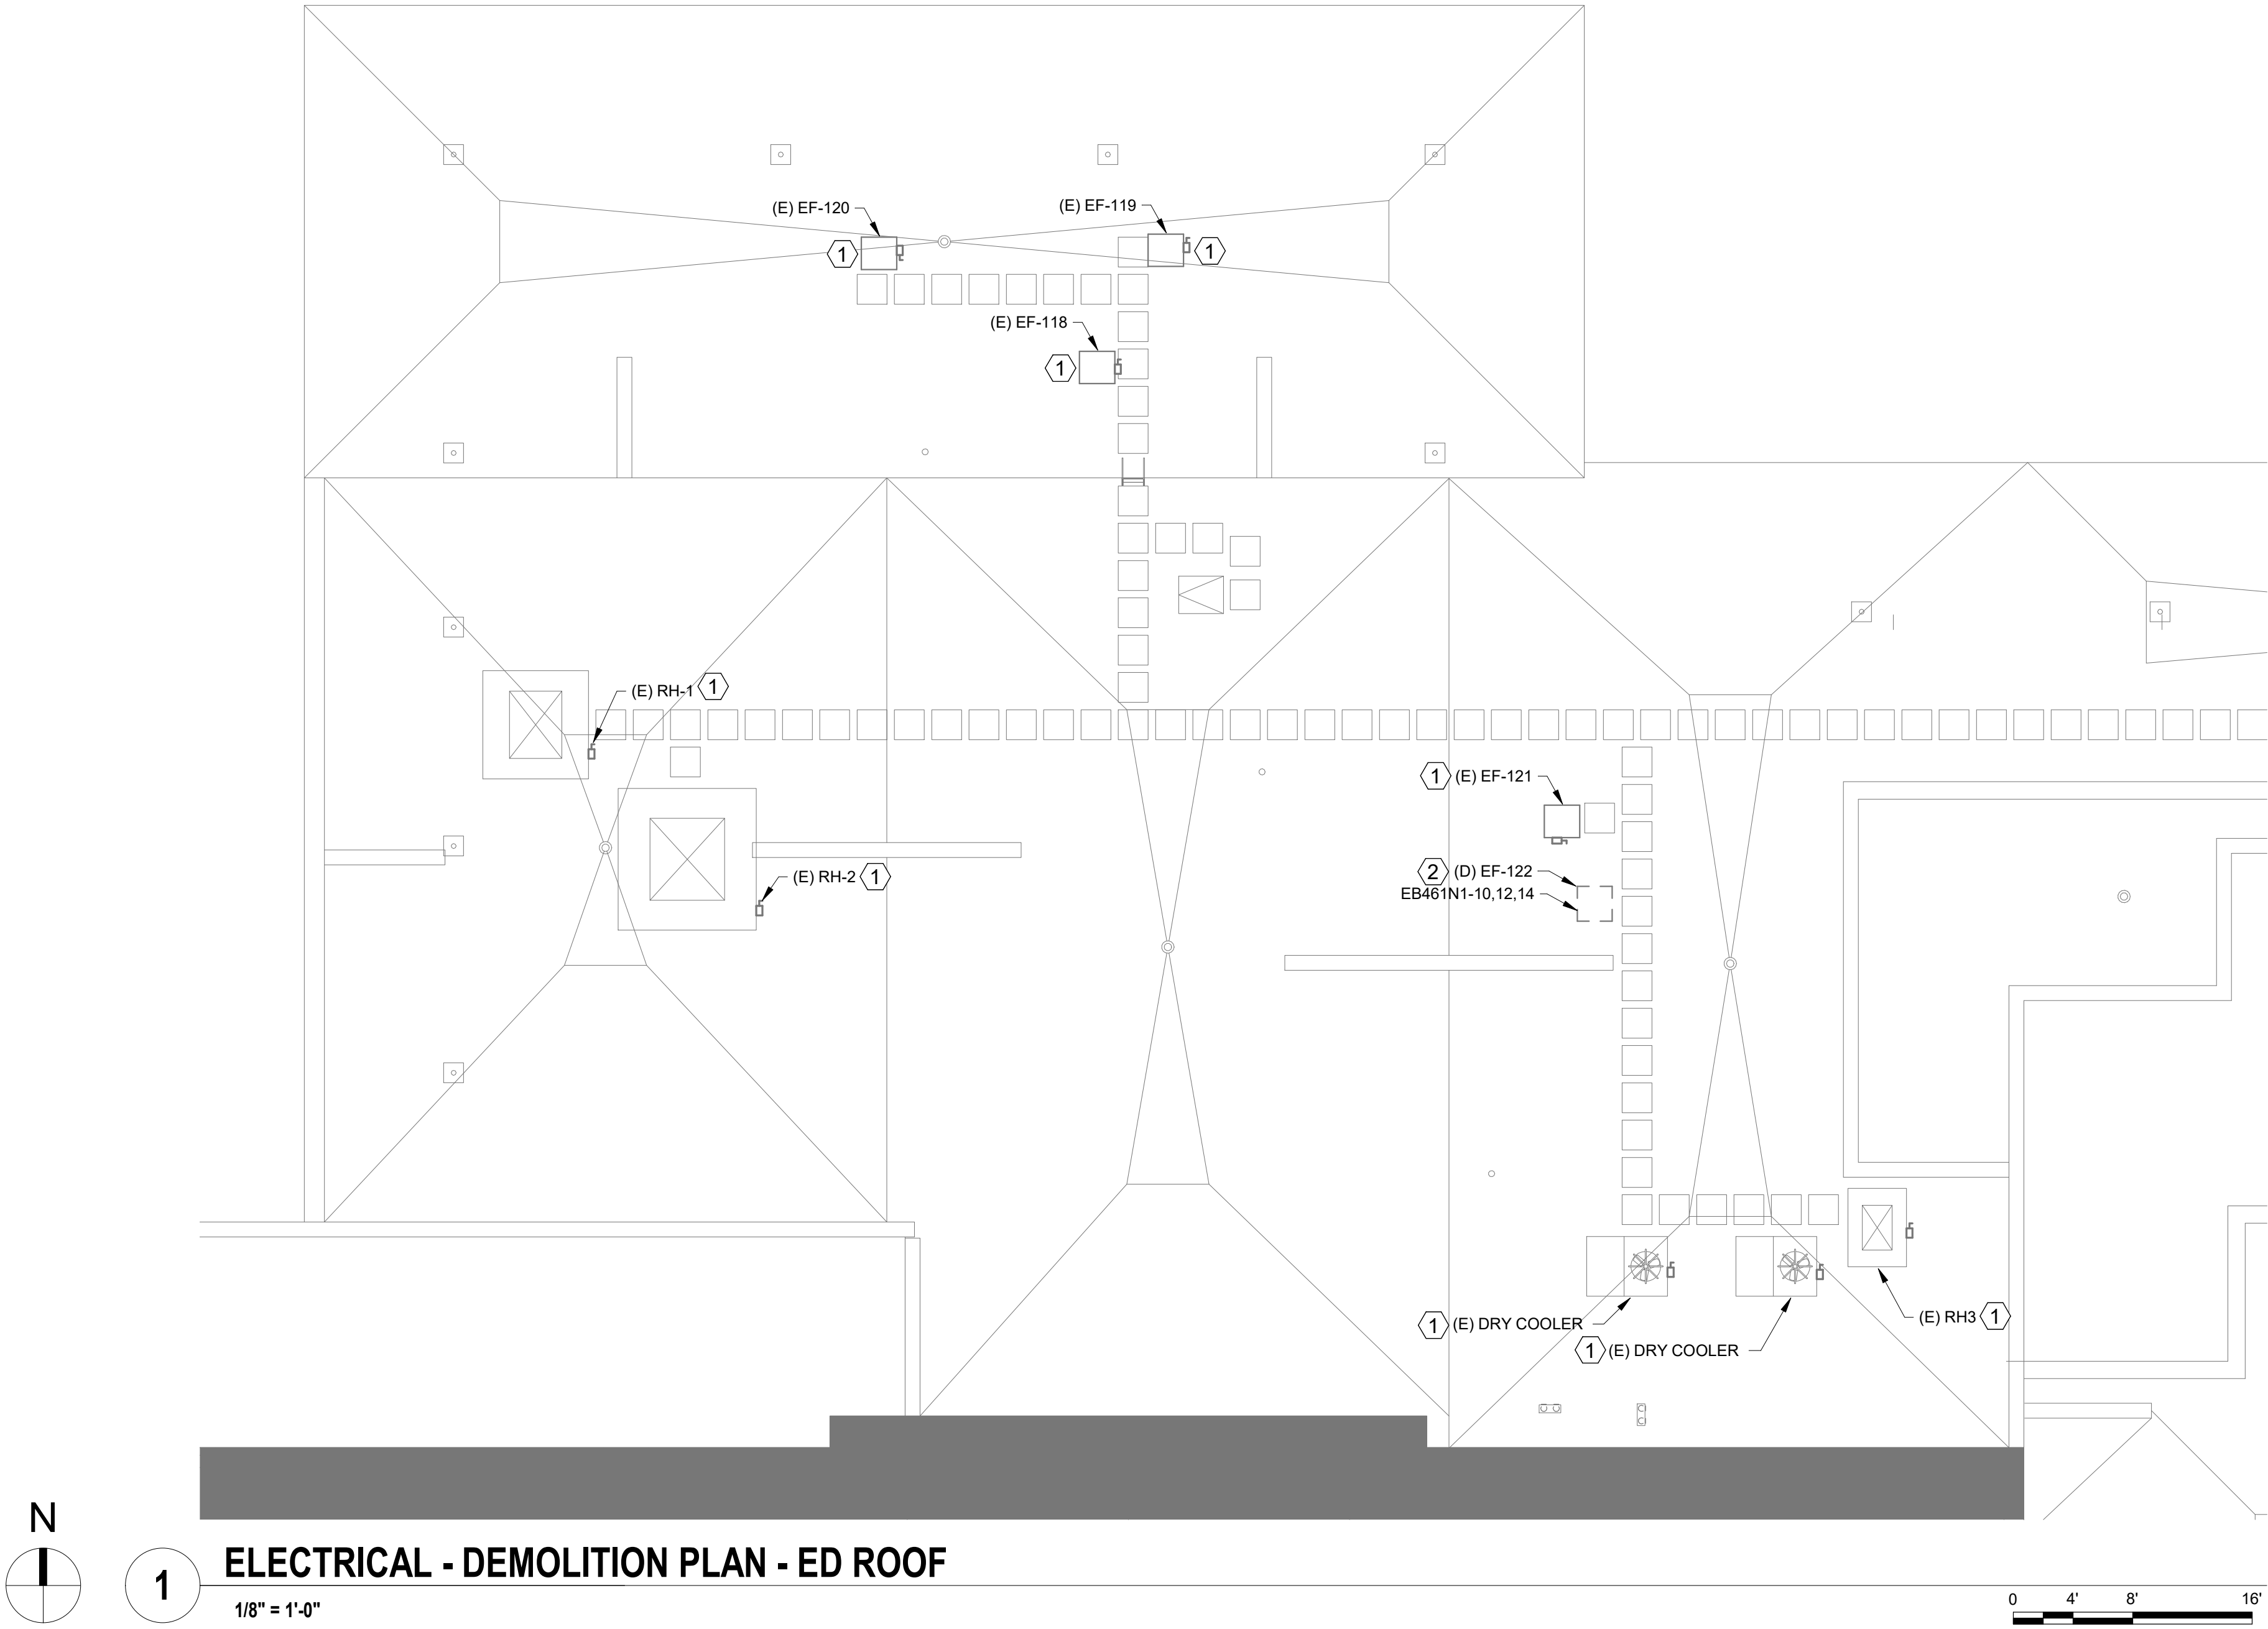 (E) EF-120
(E) EF-119
1
1
(E) EF-118
1
(E) RH-1 1
1 (E) EF-121
2 (D) EF-122
EB461N1-10,12,14
(E) RH-2 1
(E) RH3 1
1 (E) DRY COOLER
1 (E) DRY COOLER
N
1
ELECTRICAL - DEMOLITION PLAN - ED ROOF
1/8" = 1'-0"
0 4' 8' 16'